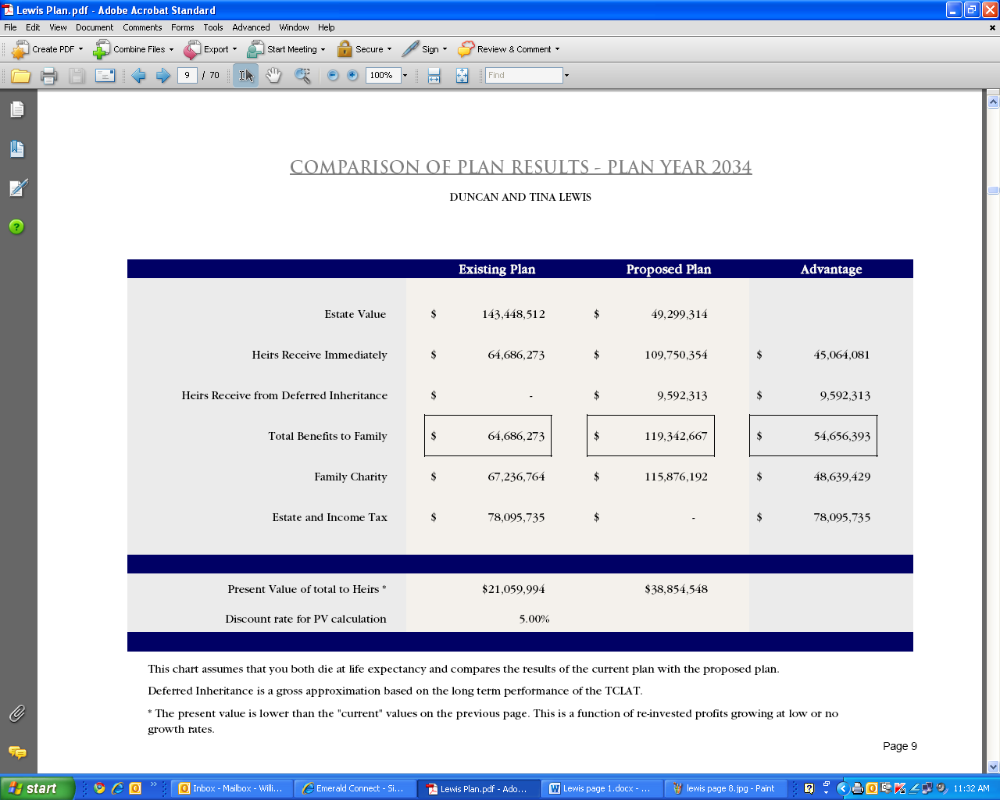 Lewis Plan.pdf - Adobe Acrobat Standard
File Edit View Document Comments Forms Tools Advanced Window Help
Create PDF Combine Files Export Start Meeting Secure Sign Review & Comment
9 / 70 100% Find
COMPARISON OF PLAN RESULTS - PLAN YEAR 2034
DUNCAN AND TINA LEWIS
Existing Plan Proposed Plan Advantage
Estate Value $ 143,448,512 $ 49,299,314
Heirs Receive Immediately $ 64,686,273 $ 109,750,354 $ 45,064,081
Heirs Receive from Deferred Inheritance $ - $ 9,592,313 $ 9,592,313
Total Benefits to Family $ 64,686,273 $ 119,342,667 $ 54,656,393
Family Charity $ 67,236,764 $ 115,876,192 $ 48,639,429
Estate and Income Tax $ 78,095,735 $ - $ 78,095,735
Present Value of total to Heirs * $21,059,994 $38,854,548
Discount rate for PV calculation 5.00%
This chart assumes that you both die at life expectancy and compares the results of the current plan with the proposed plan.
Deferred Inheritance is a gross approximation based on the long term performance of the TCLAT.
* The present value is lower than the "current" values on the previous page. This is a function of re-invested profits growing at low or no
growth rates.
Page 9
start Inbox - Mailbox - Willi... Emerald Connect - Si... Lewis Plan.pdf - Ado... Lewis page 1.docx - ... lewis page 8.jpg - Paint 11:32 AM